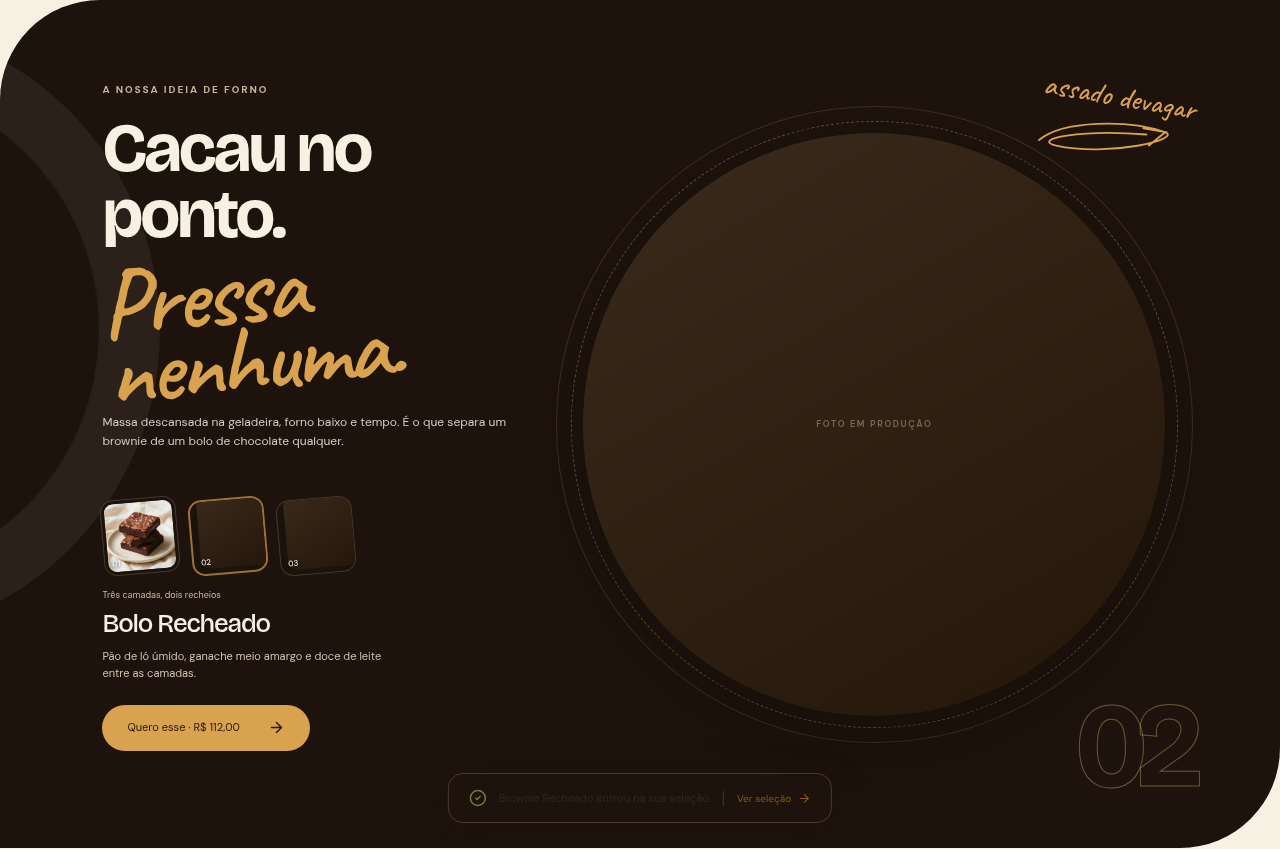 A NOSSA IDEIA DE FORNO
Cacau no
ponto.
Pressa
nenhuma.
Massa descansada na geladeira, forno baixo e tempo. É o que separa um
brownie de um bolo de chocolate qualquer.
01
02
03
Três camadas, dois recheios
Bolo Recheado
Pão de ló úmido, ganache meio amargo e doce de leite
entre as camadas.
Quero esse · R$ 112,00
assado devagar
FOTO EM PRODUÇÃO
02
Brownie Recheado entrou na sua seleção.
Ver seleção